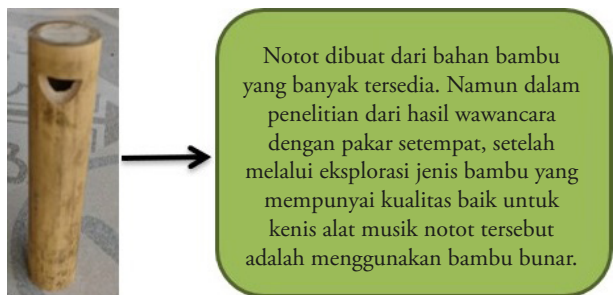 Notot dibuat dari bahan bambu
yang banyak tersedia. Namun dalam
penelitian dari hasil wawancara
dengan pakar setempat, setelah
melalui eksplorasi jenis bambu yang
mempunyai kualitas baik untuk
kenis alat musik notot tersebut
adalah menggunakan bambu bunar.